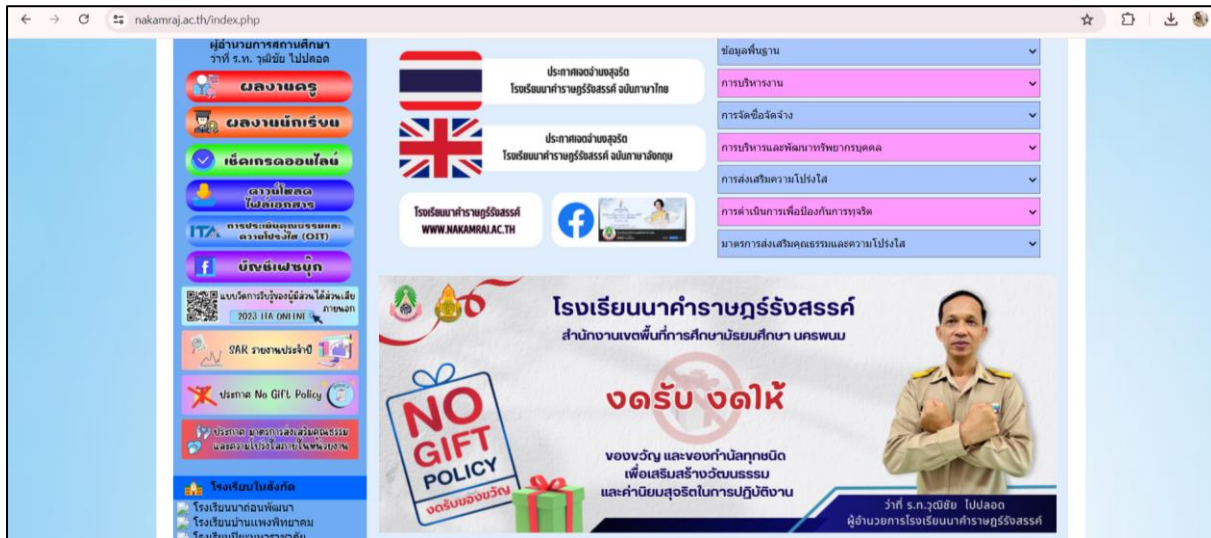 nakamraj.ac.th/index.php
ผู้อำนวยการสถานศึกษา
ว่าที่ ร.ท. วุฒิชัย ไปปลอด
ผลงานครู
ผลงานนักเรียน
เช็คเกรดออนไลน์
ดาวน์โหลด
ไฟล์เอกสาร
ITA
การประเมินคุณธรรมและ
ความโปร่งใส (OIT)
บัญชีเฟซบุ๊ก
แบบวัดการรับรู้ของผู้มีส่วนได้ส่วนเสีย
ภายนอก
2023 ITA ONLINE
SAR รายงานประจำปี
ประกาศ No Gift Policy
ประกาศ มาตรการส่งเสริมคุณธรรม
และความโปร่งใสภายในหน่วยงาน
โรงเรียนในสังกัด
โรงเรียนนาถ่อนพัฒนา
โรงเรียนบ้านแพงพิทยาคม
โรงเรียนปิยะมหาราชาลัย
ประกาศเจตจำนงสุจริต
โรงเรียนนาคำราษฎร์รังสรรค์ ฉบับภาษาไทย
ประกาศเจตจำนงสุจริต
โรงเรียนนาคำราษฎร์รังสรรค์ ฉบับภาษาอังกฤษ
โรงเรียนนาคำราษฎร์รังสรรค์
WWW.NAKAMRAJ.AC.TH
ข้อมูลพื้นฐาน
การบริหารงาน
การจัดซื้อจัดจ้าง
การบริหารและพัฒนาทรัพยากรบุคคล
การส่งเสริมความโปร่งใส
การดำเนินการเพื่อป้องกันการทุจริต
มาตรการส่งเสริมคุณธรรมและความโปร่งใส
โรงเรียนนาคำราษฎร์รังสรรค์
สำนักงานเขตพื้นที่การศึกษามัธยมศึกษา นครพนม
NO
GIFT
POLICY
งดรับของขวัญ
งดรับ งดให้
ของขวัญ และของกำนัลทุกชนิด
เพื่อเสริมสร้างวัฒนธรรม
และค่านิยมสุจริตในการปฏิบัติงาน
ว่าที่ ร.ท.วุฒิชัย ไปปลอด
ผู้อำนวยการโรงเรียนนาคำราษฎร์รังสรรค์